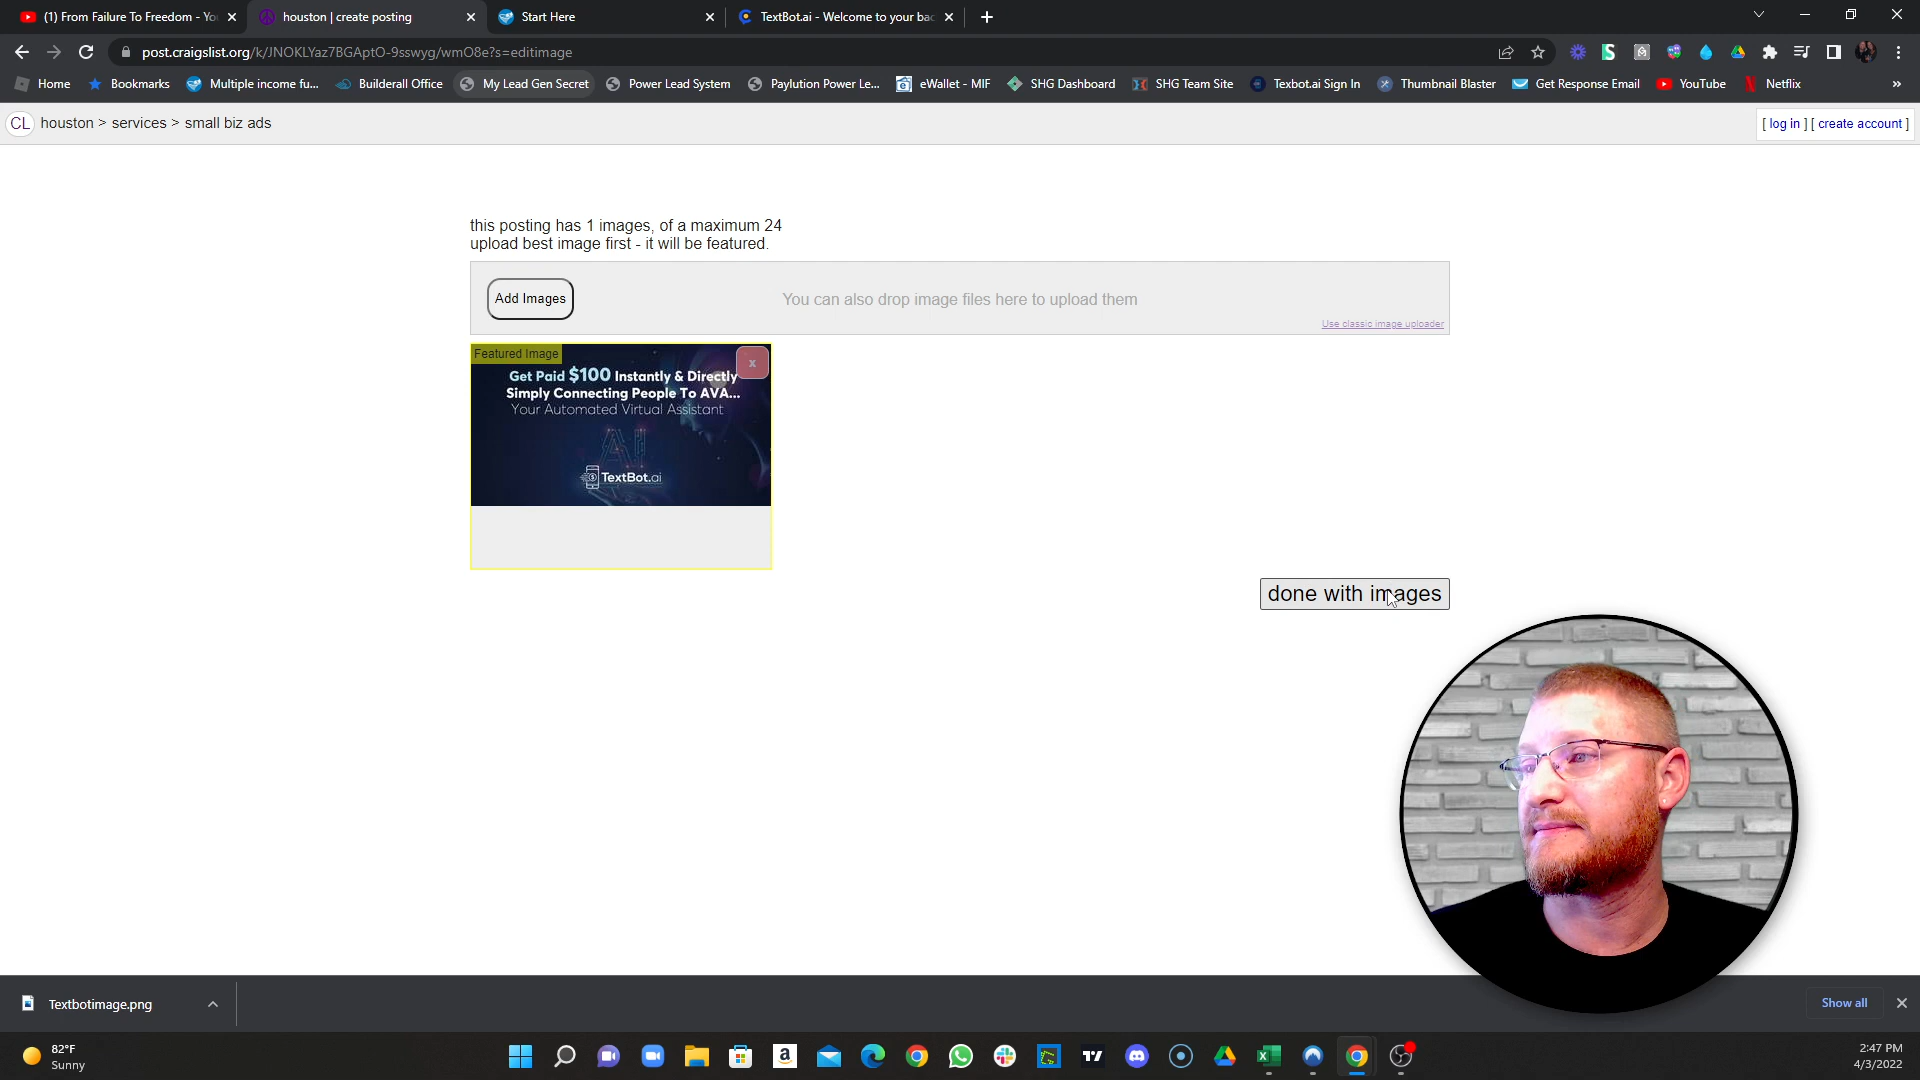 (1) From Failure To Freedom - Yo
houston | create posting
Start Here
TextBot.ai - Welcome to your bac
post.craigslist.org/k/JNOKLYaz7BGAptO-9sswyg/wmO8e?s=editimage
Home
Bookmarks
Multiple income fu...
Builderall Office
My Lead Gen Secret
Power Lead System
Paylution Power Le...
eWallet - MIF
SHG Dashboard
SHG Team Site
Texbot.ai Sign In
Thumbnail Blaster
Get Response Email
YouTube
Netflix
»
CL houston > services > small biz ads
[ log in ] [ create account ]
this posting has 1 images, of a maximum 24
upload best image first - it will be featured.
Add Images
You can also drop image files here to upload them
Use classic image uploader
Featured Image
x
Get Paid $100 Instantly & Directly
Simply Connecting People To AVA...
Your Automated Virtual Assistant
AI
TextBot.ai
done with images
Textbotimage.png
Show all
82°F
Sunny
2:47 PM
4/3/2022